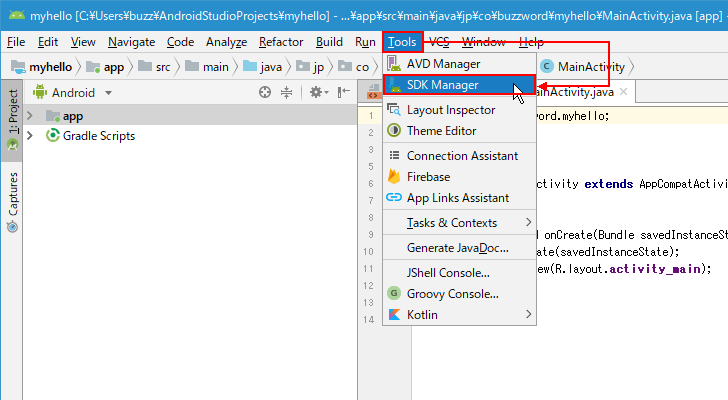 myhello [C:¥Users¥buzz¥AndroidStudioProjects¥myhello] - ...¥app¥src¥main¥java¥jp¥co¥buzzword¥myhello¥MainActivity.java [app]
File Edit View Navigate Code Analyze Refactor Build Run Tools VCS Window Help
myhello app src main java jp co MainActivity
1: Project
Captures
Android
app
Gradle Scripts
AVD Manager
SDK Manager
Layout Inspector
Theme Editor
Connection Assistant
Firebase
App Links Assistant
Tasks & Contexts
Generate JavaDoc...
JShell Console...
Groovy Console...
Kotlin
ainActivity.java
1 word.myhello;
2
3
4
5
6 ctivity extends AppCompatActivi
7
8
9 onCreate(Bundle savedInstanceSt
10 ate(savedInstanceState);
11 ew(R.layout.activity_main);
12
13
14